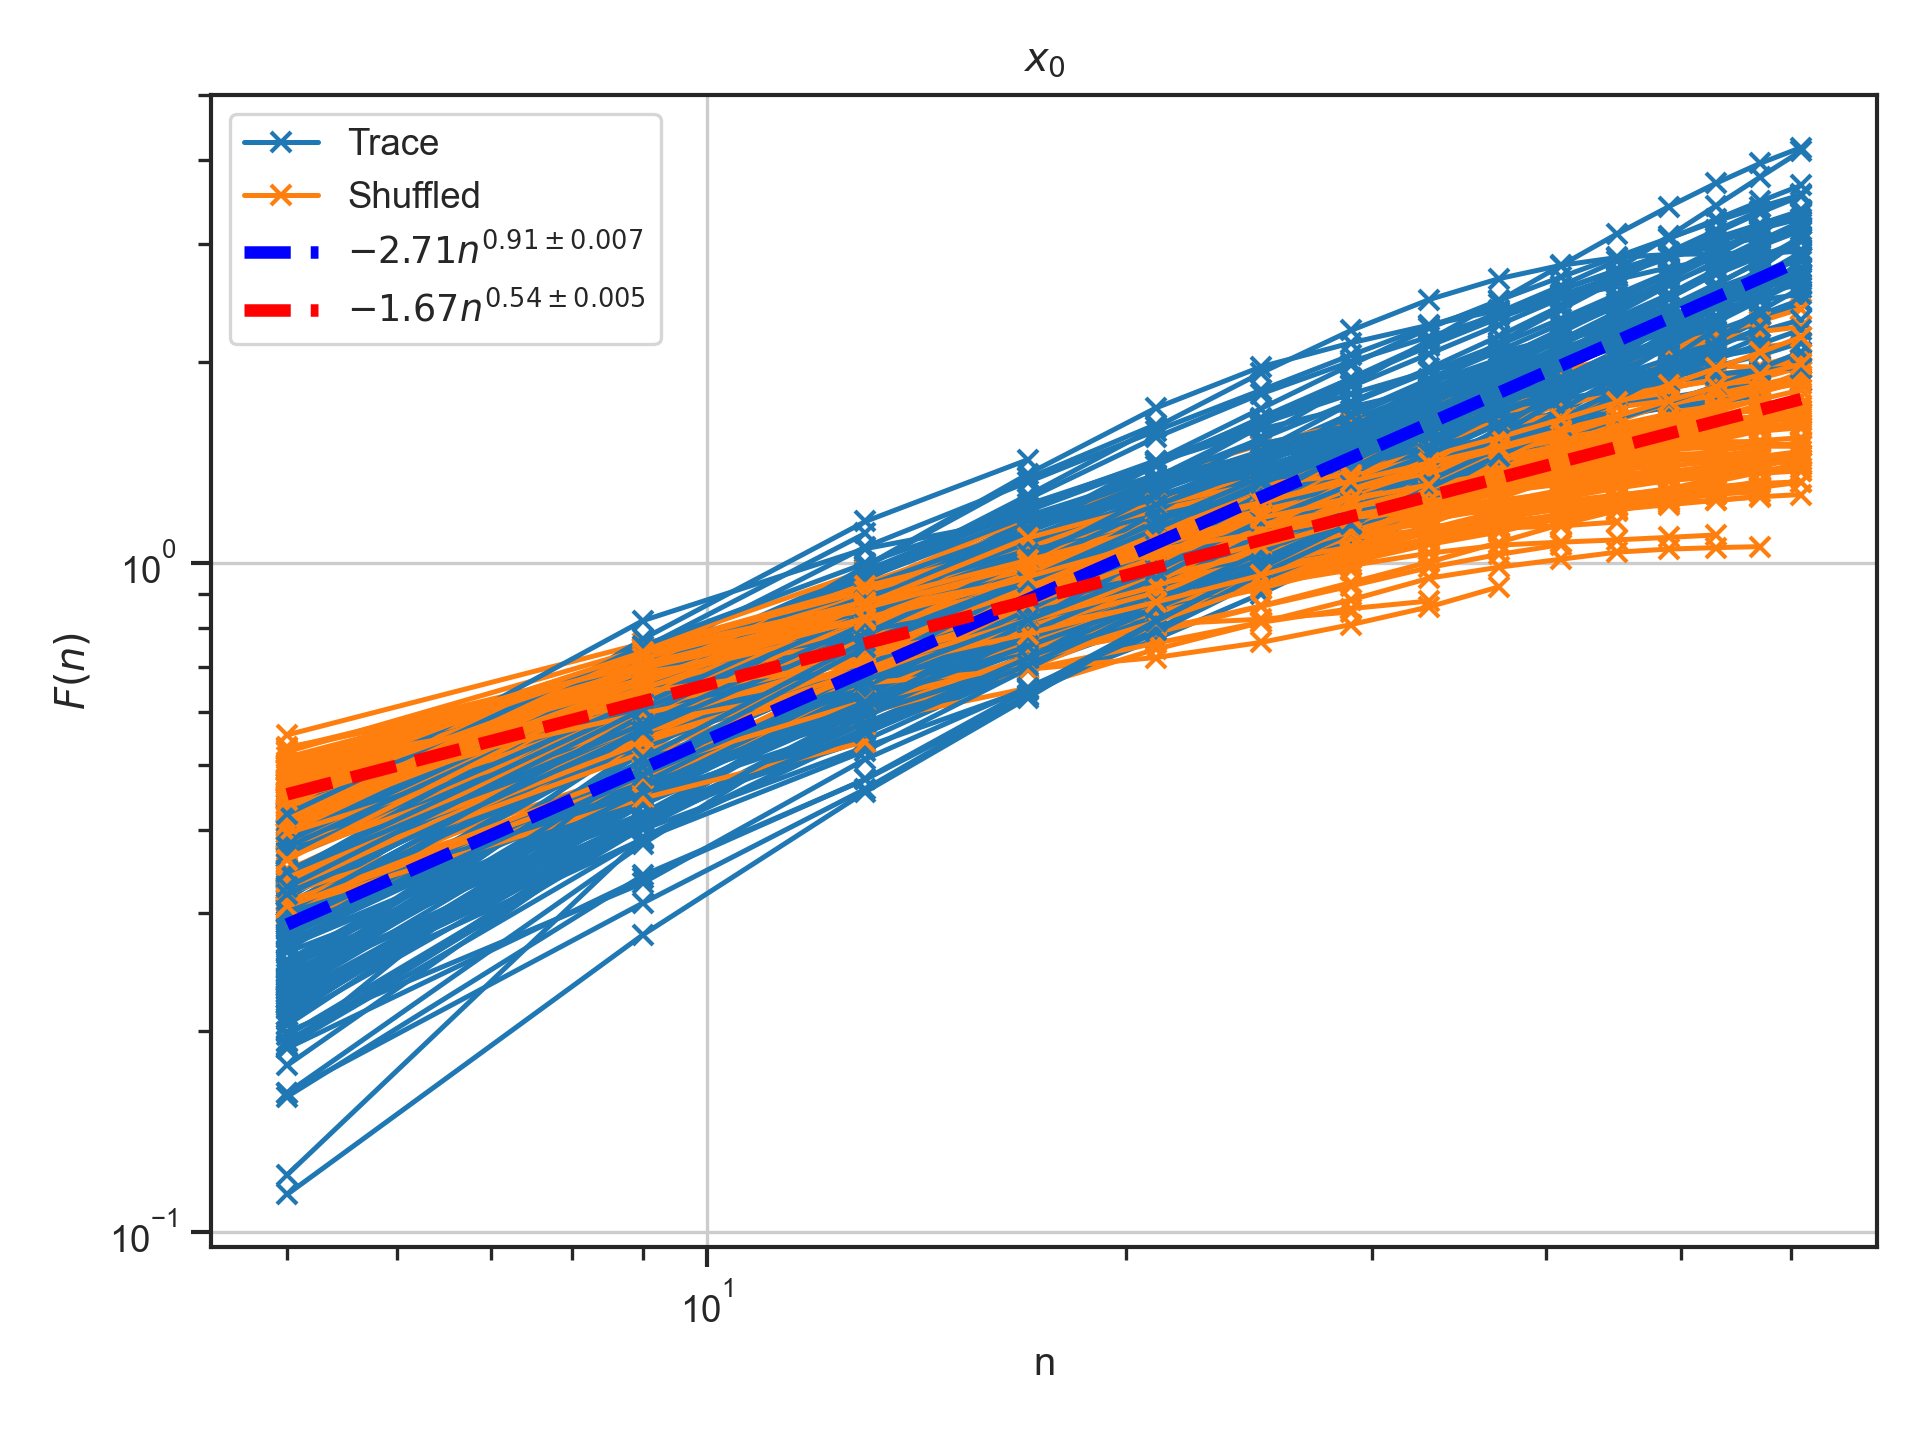 x₀
Trace
Shuffled
−2.71n^0.91±0.007
−1.67n^0.54±0.005
F(n)
10⁰
10⁻¹
10¹
n